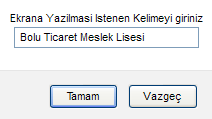 Ekrana Yazilmasi Istenen Kelimeyi giriniz
Bolu Ticaret Meslek Lisesi
Tamam Vazgeç